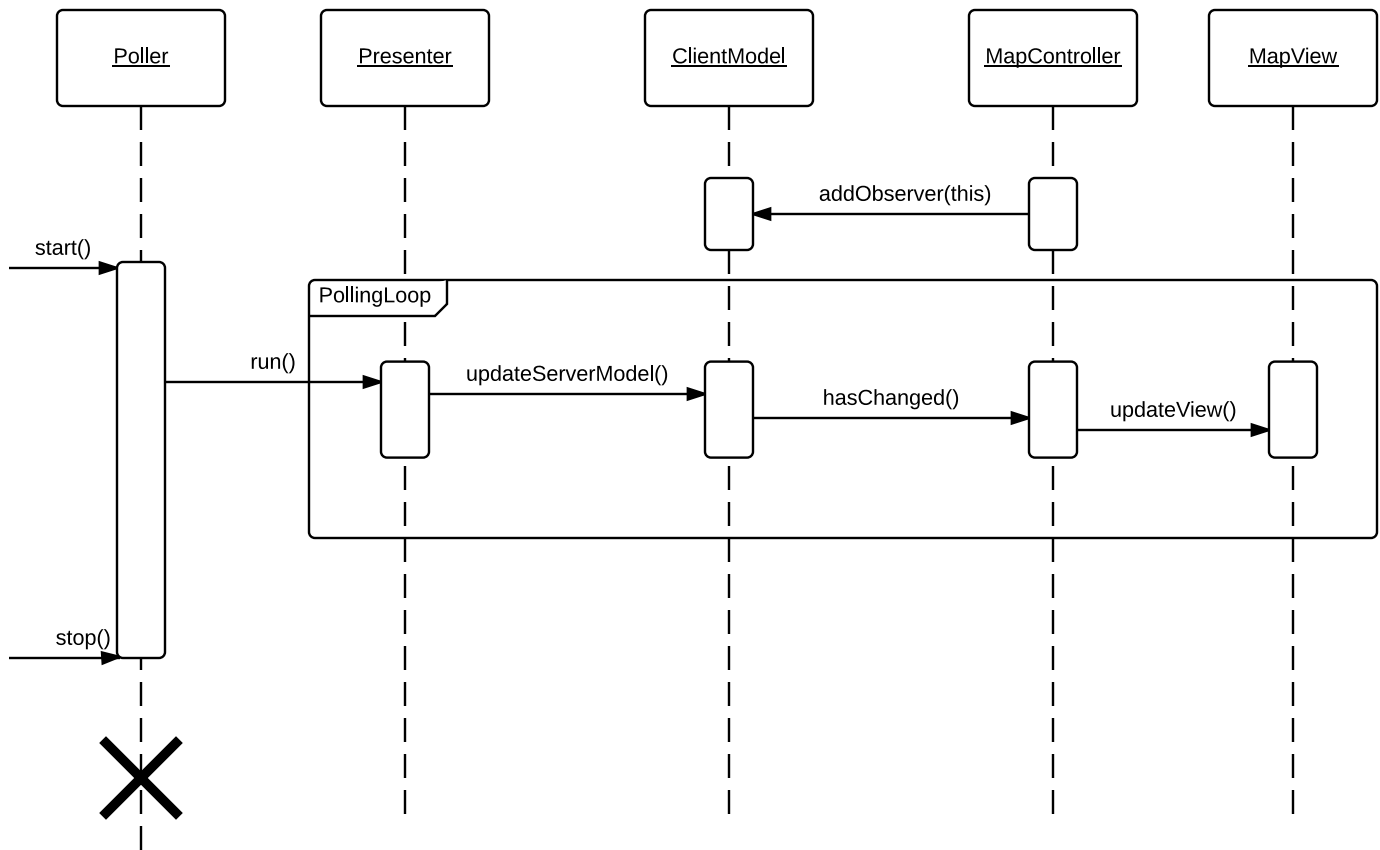 Poller
Presenter
ClientModel
MapController
MapView
addObserver(this)
start()
PollingLoop
run()
updateServerModel()
hasChanged()
updateView()
stop()